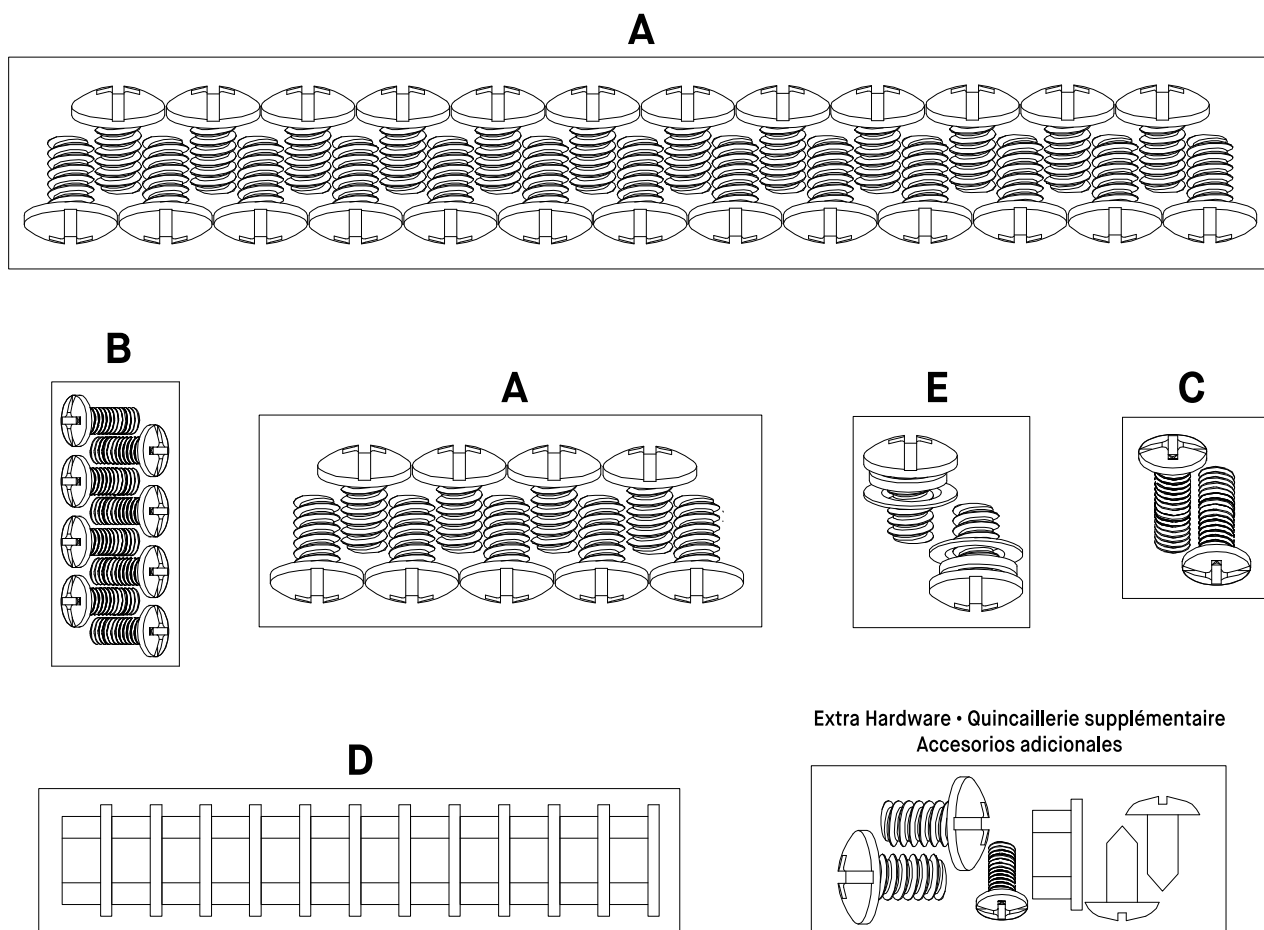 A
B
A
E
C
D
Extra Hardware • Quincaillerie supplémentaire
Accesorios adicionales